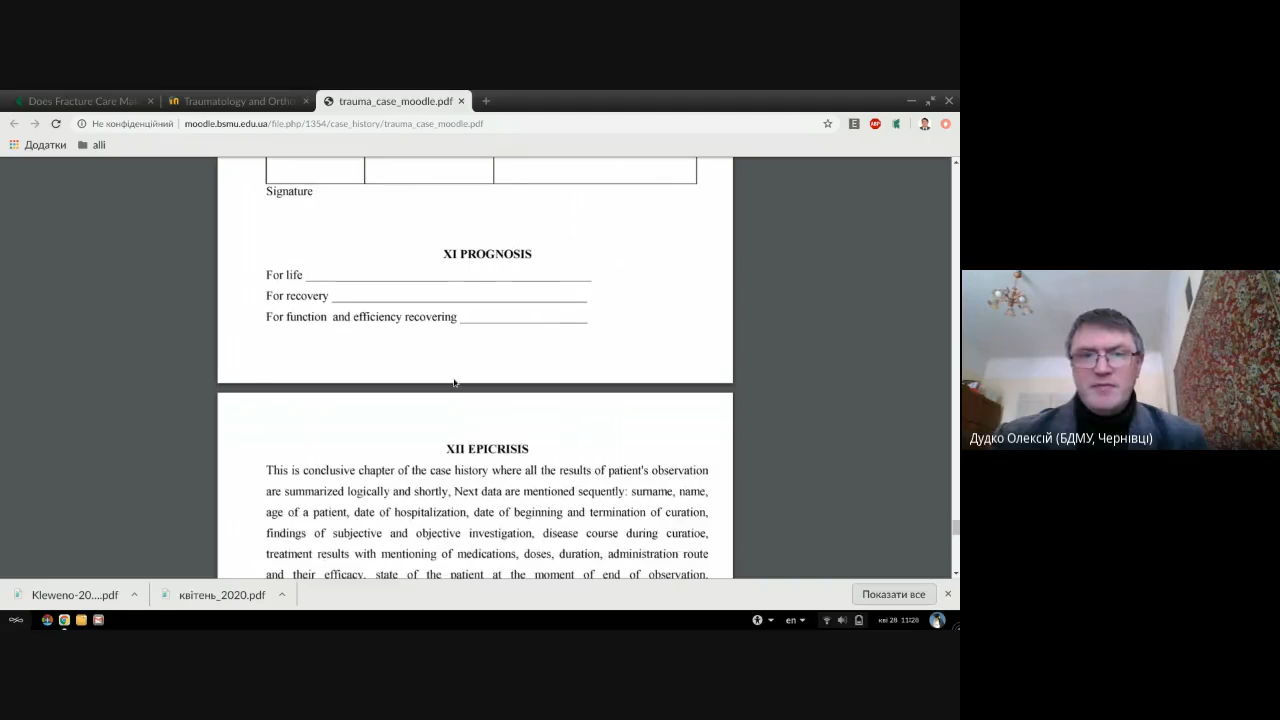 Does Fracture Care Mak
Traumatology and Ortho
trauma_case_moodle.pdf
Не конфіденційний
moodle.bsmu.edu.ua/file.php/1354/case_history/trauma_case_moodle.pdf
Додатки
alli
Signature
XI PROGNOSIS
For life
For recovery
For function and efficiency recovering
XII EPICRISIS
This is conclusive chapter of the case history where all the results of patient's observation
are summarized logically and shortly, Next data are mentioned sequently: surname, name,
age of a patient, date of hospitalization, date of beginning and termination of curation,
findings of subjective and objective investigation, disease course during curatioe,
treatment results with mentioning of medications, doses, duration, administration route
and their efficacy, state of the patient at the moment of end of observation,
Kleweno-20....pdf
квітень_2020.pdf
Показати все
en
кві 28 11:28
Дудко Олексій (БДМУ, Чернівці)